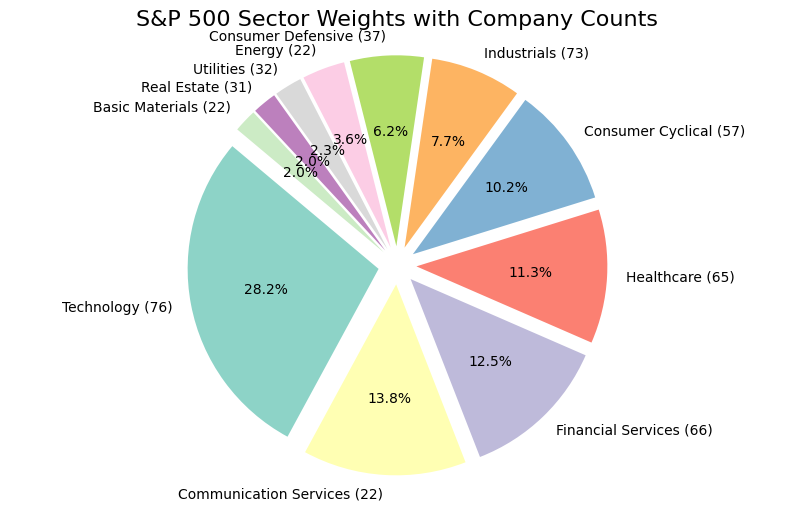 S&P 500 Sector Weights with Company Counts
Consumer Defensive (37)
Energy (22)
Industrials (73)
Utilities (32)
Real Estate (31)
Basic Materials (22)
Consumer Cyclical (57)
6.2%
3.6%
7.7%
2.3%
2.0%
2.0%
10.2%
11.3%
Healthcare (65)
28.2%
Technology (76)
12.5%
13.8%
Financial Services (66)
Communication Services (22)